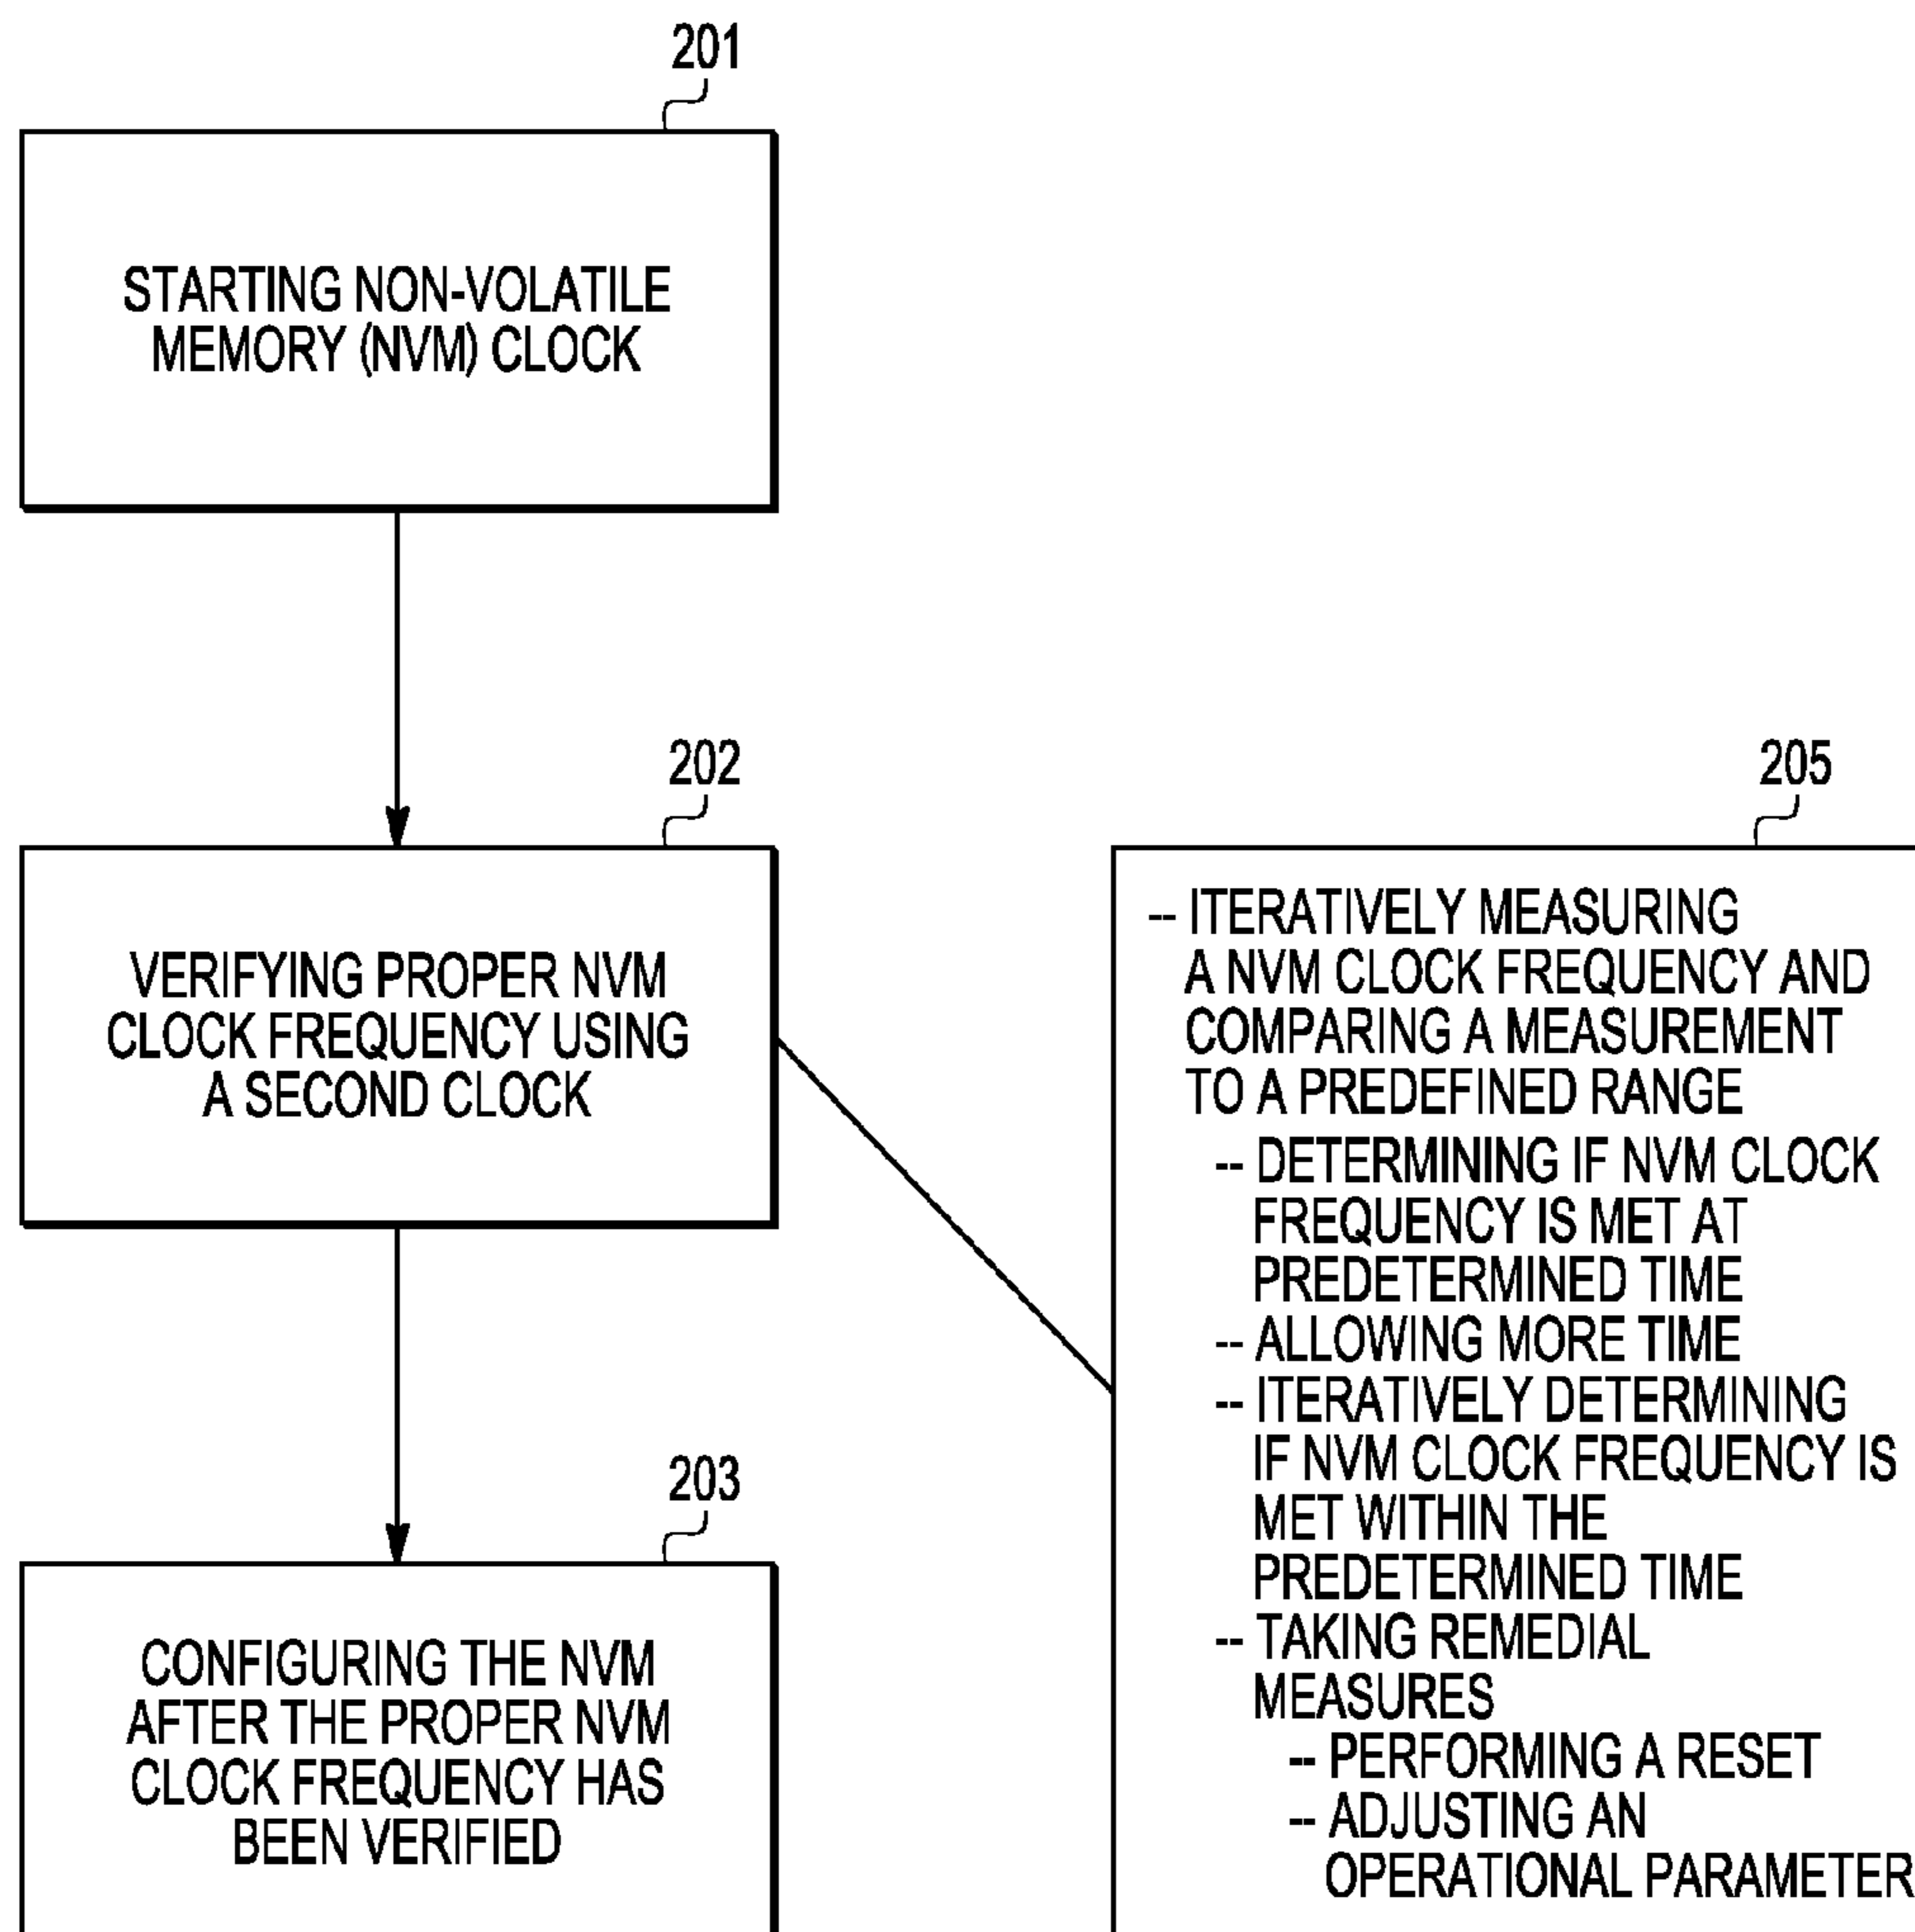 201
STARTING NON-VOLATILE
MEMORY (NVM) CLOCK
202
VERIFYING PROPER NVM
CLOCK FREQUENCY USING
A SECOND CLOCK
203
CONFIGURING THE NVM
AFTER THE PROPER NVM
CLOCK FREQUENCY HAS
BEEN VERIFIED
205
-- ITERATIVELY MEASURING
A NVM CLOCK FREQUENCY AND
COMPARING A MEASUREMENT
TO A PREDEFINED RANGE
-- DETERMINING IF NVM CLOCK
FREQUENCY IS MET AT
PREDETERMINED TIME
-- ALLOWING MORE TIME
-- ITERATIVELY DETERMINING
IF NVM CLOCK FREQUENCY IS
MET WITHIN THE
PREDETERMINED TIME
-- TAKING REMEDIAL
MEASURES
-- PERFORMING A RESET
-- ADJUSTING AN
OPERATIONAL PARAMETER